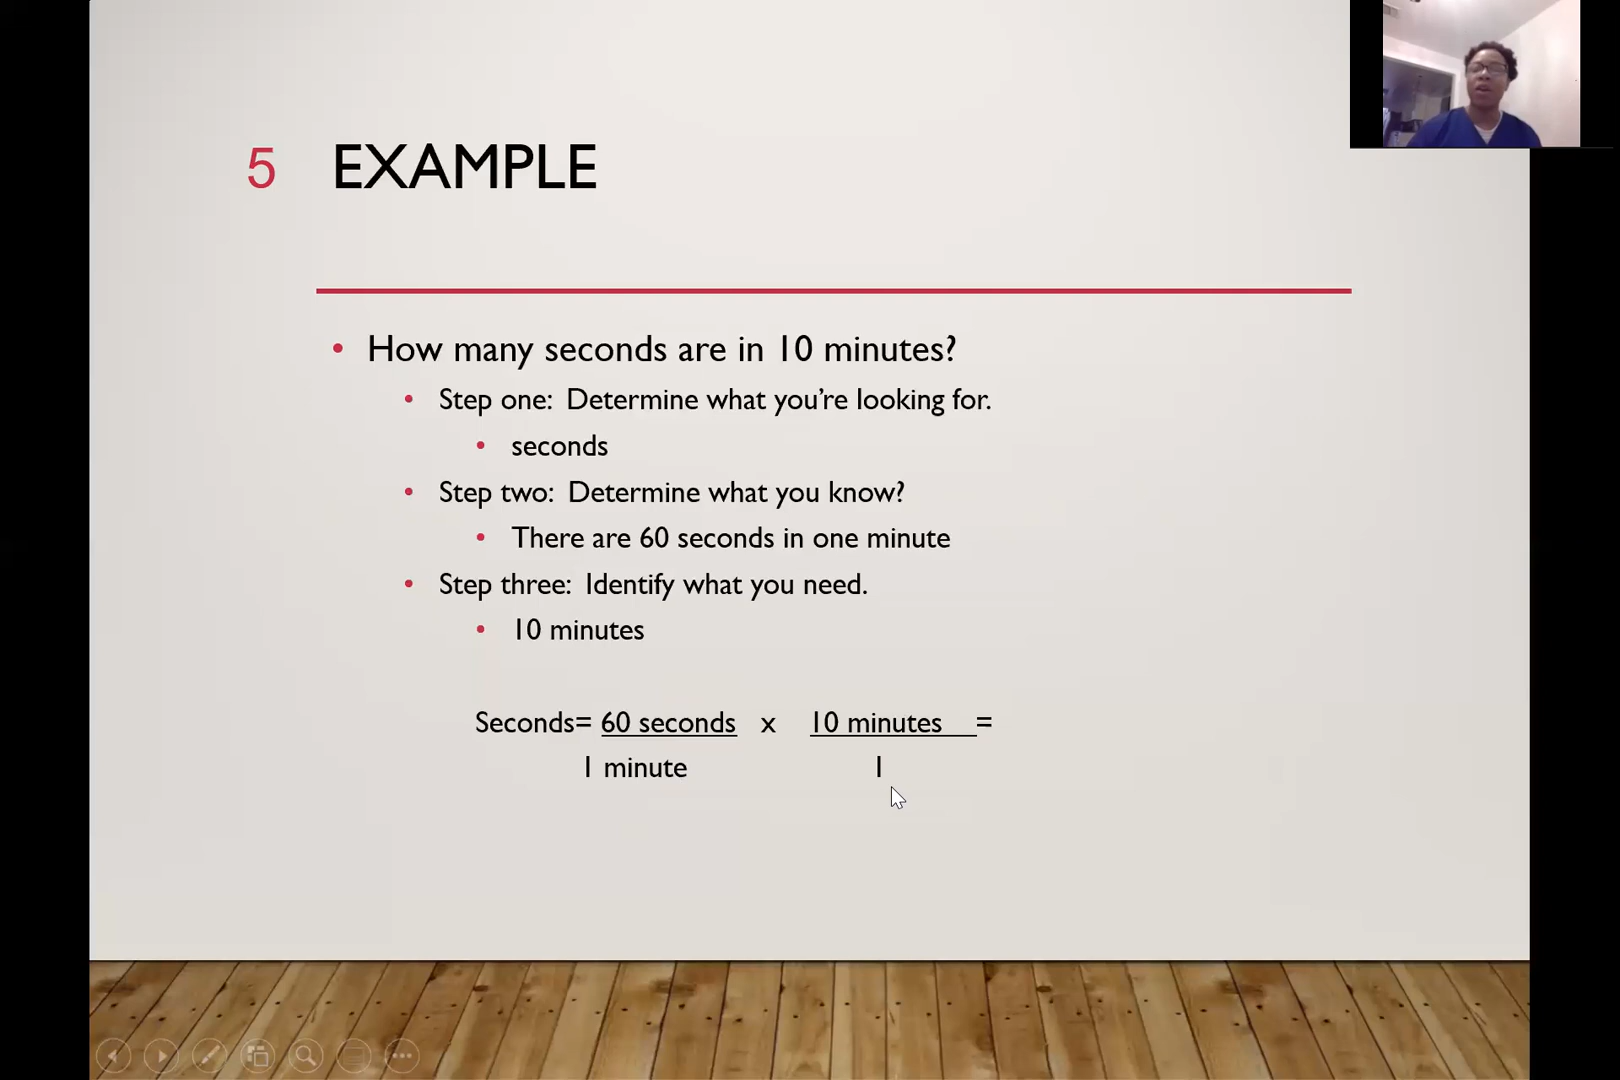 5 EXAMPLE
• How many seconds are in 10 minutes?
• Step one: Determine what you're looking for.
• seconds
• Step two: Determine what you know?
• There are 60 seconds in one minute
• Step three: Identify what you need.
• 10 minutes
Seconds= 60 seconds x 10 minutes =
1 minute 1